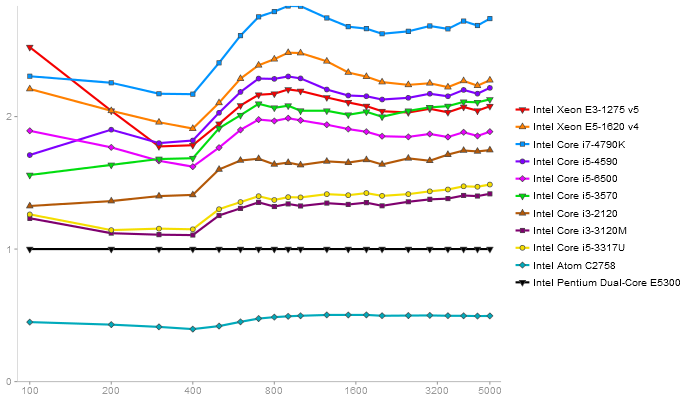 2
1
0
100
200
400
800
1600
3200
5000
Intel Xeon E3-1275 v5
Intel Xeon E5-1620 v4
Intel Core i7-4790K
Intel Core i5-4590
Intel Core i5-6500
Intel Core i5-3570
Intel Core i3-2120
Intel Core i3-3120M
Intel Core i5-3317U
Intel Atom C2758
Intel Pentium Dual-Core E5300